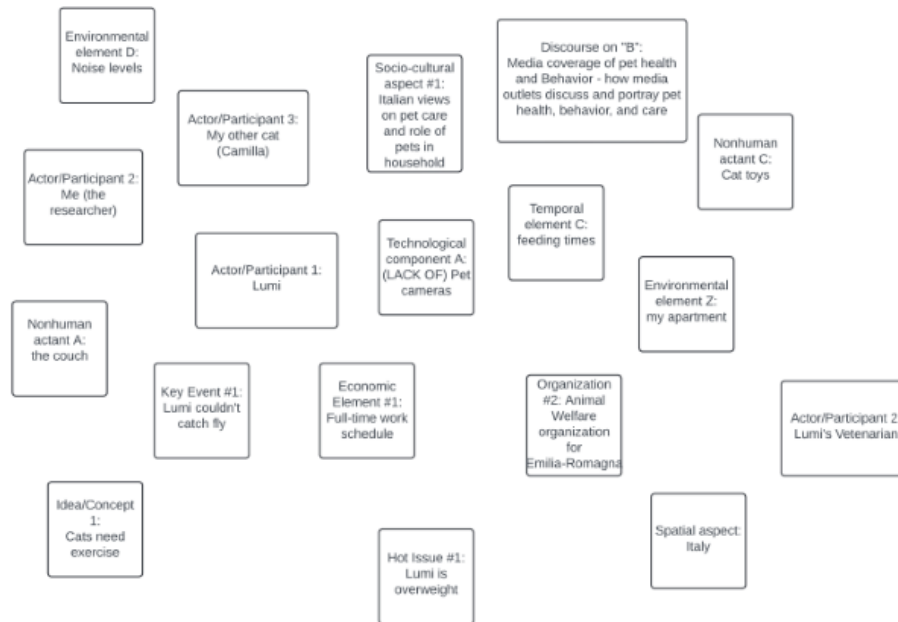 Environmental
element D:
Noise levels
Discourse on "B":
Media coverage of pet health
and Behavior - how media
outlets discuss and portray pet
health, behavior, and care
Socio-cultural
aspect #1:
Italian views
on pet care
and role of
pets in
household
Actor/Participant 3:
My other cat
(Camilla)
Nonhuman
actant C:
Cat toys
Actor/Participant 2:
Me (the
researcher)
Temporal
element C:
feeding times
Technological
component A:
(LACK OF) Pet
cameras
Actor/Participant 1:
Lumi
Environmental
element Z:
my apartment
Nonhuman
actant A:
the couch
Key Event #1:
Lumi couldn't
catch fly
Economic
Element #1:
Full-time work
schedule
Organization
#2: Animal
Welfare
organization
for
Emilia-Romagna
Actor/Participant 2
Lumi's Vetenarian
Idea/Concept
1:
Cats need
exercise
Spatial aspect:
Italy
Hot Issue #1:
Lumi is
overweight